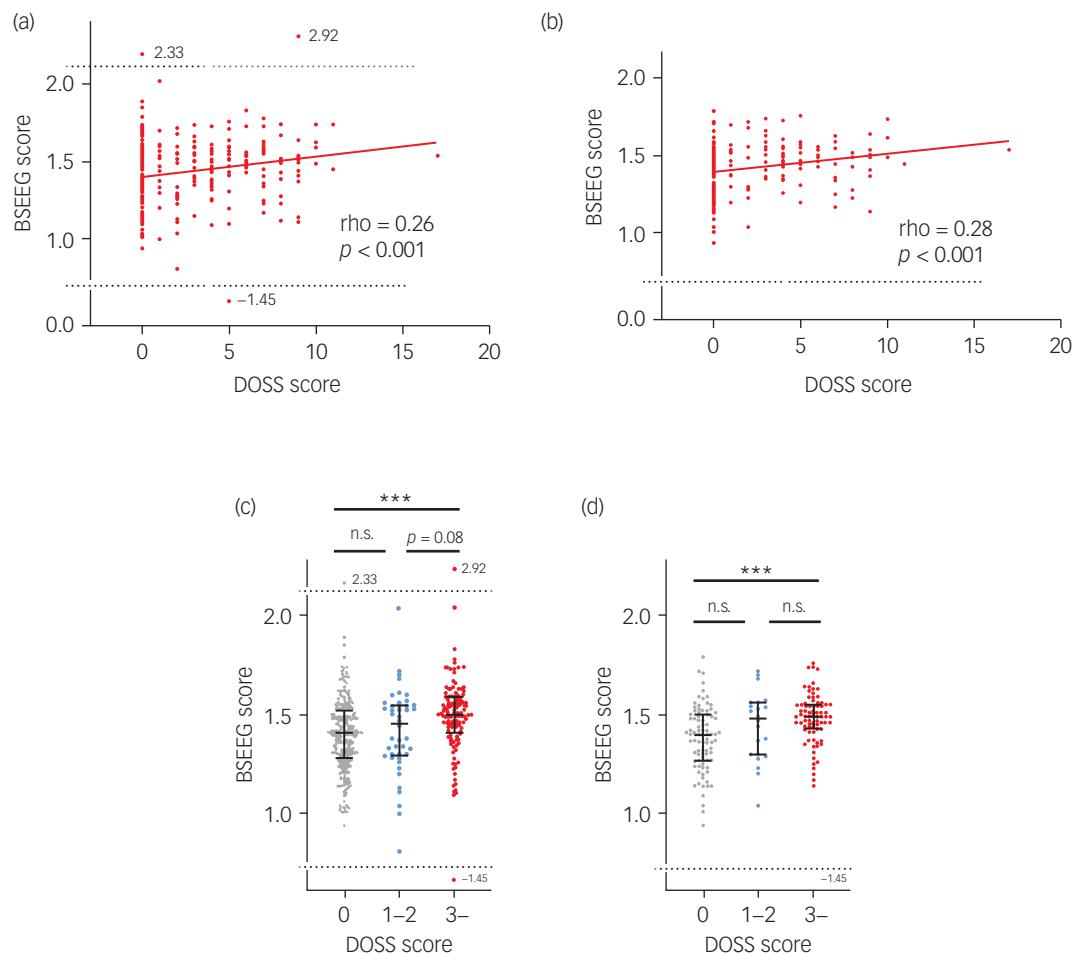 (a)
2.33
2.92
2.0
1.5
1.0
0.0
BSEEG score
rho = 0.26
p < 0.001
−1.45
0 5 10 15 20
DOSS score
(b)
2.0
1.5
1.0
0.0
BSEEG score
rho = 0.28
p < 0.001
0 5 10 15 20
DOSS score
(c)
***
n.s.
p = 0.08
2.33
2.92
2.0
1.5
1.0
BSEEG score
−1.45
0 1–2 3–
DOSS score
(d)
***
n.s. n.s.
2.0
1.5
1.0
BSEEG score
−1.45
0 1–2 3–
DOSS score